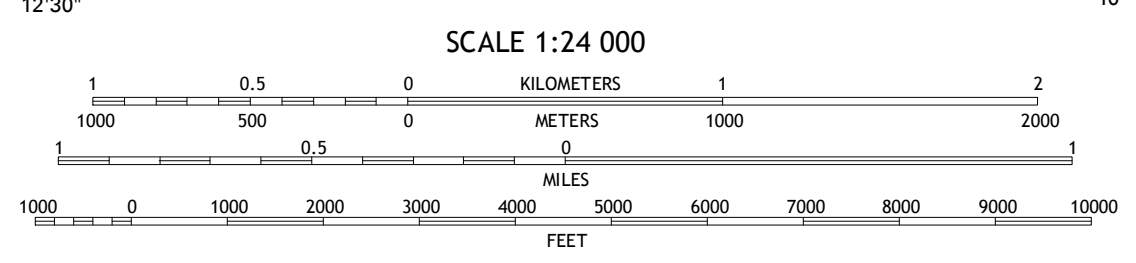 12'30"
SCALE 1:24 000
1 0.5 0 KILOMETERS 1 2
1000 500 0 METERS 1000 2000
1 0.5 0 1
MILES
1000 0 1000 2000 3000 4000 5000 6000 7000 8000 9000 10000
FEET